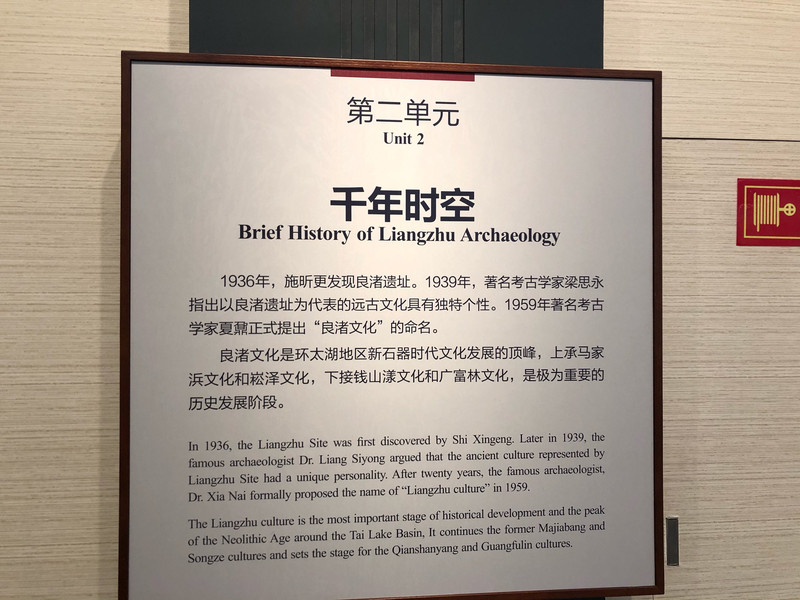 第二单元
Unit 2
千年时空
Brief History of Liangzhu Archaeology
1936年，施昕更发现良渚遗址。1939年，著名考古学家梁思永
指出以良渚遗址为代表的远古文化具有独特个性。1959年著名考古
学家夏鼐正式提出“良渚文化”的命名。
良渚文化是环太湖地区新石器时代文化发展的顶峰，上承马家
浜文化和崧泽文化，下接钱山漾文化和广富林文化，是极为重要的
历史发展阶段。
In 1936, the Liangzhu Site was first discovered by Shi Xingeng. Later in 1939, the
famous archaeologist Dr. Liang Siyong argued that the ancient culture represented by
Liangzhu Site had a unique personality. After twenty years, the famous archaeologist,
Dr. Xia Nai formally proposed the name of “Liangzhu culture” in 1959.
The Liangzhu culture is the most important stage of historical development and the peak
of the Neolithic Age around the Tai Lake Basin, It continues the former Majiabang and
Songze cultures and sets the stage for the Qianshanyang and Guangfulin cultures.